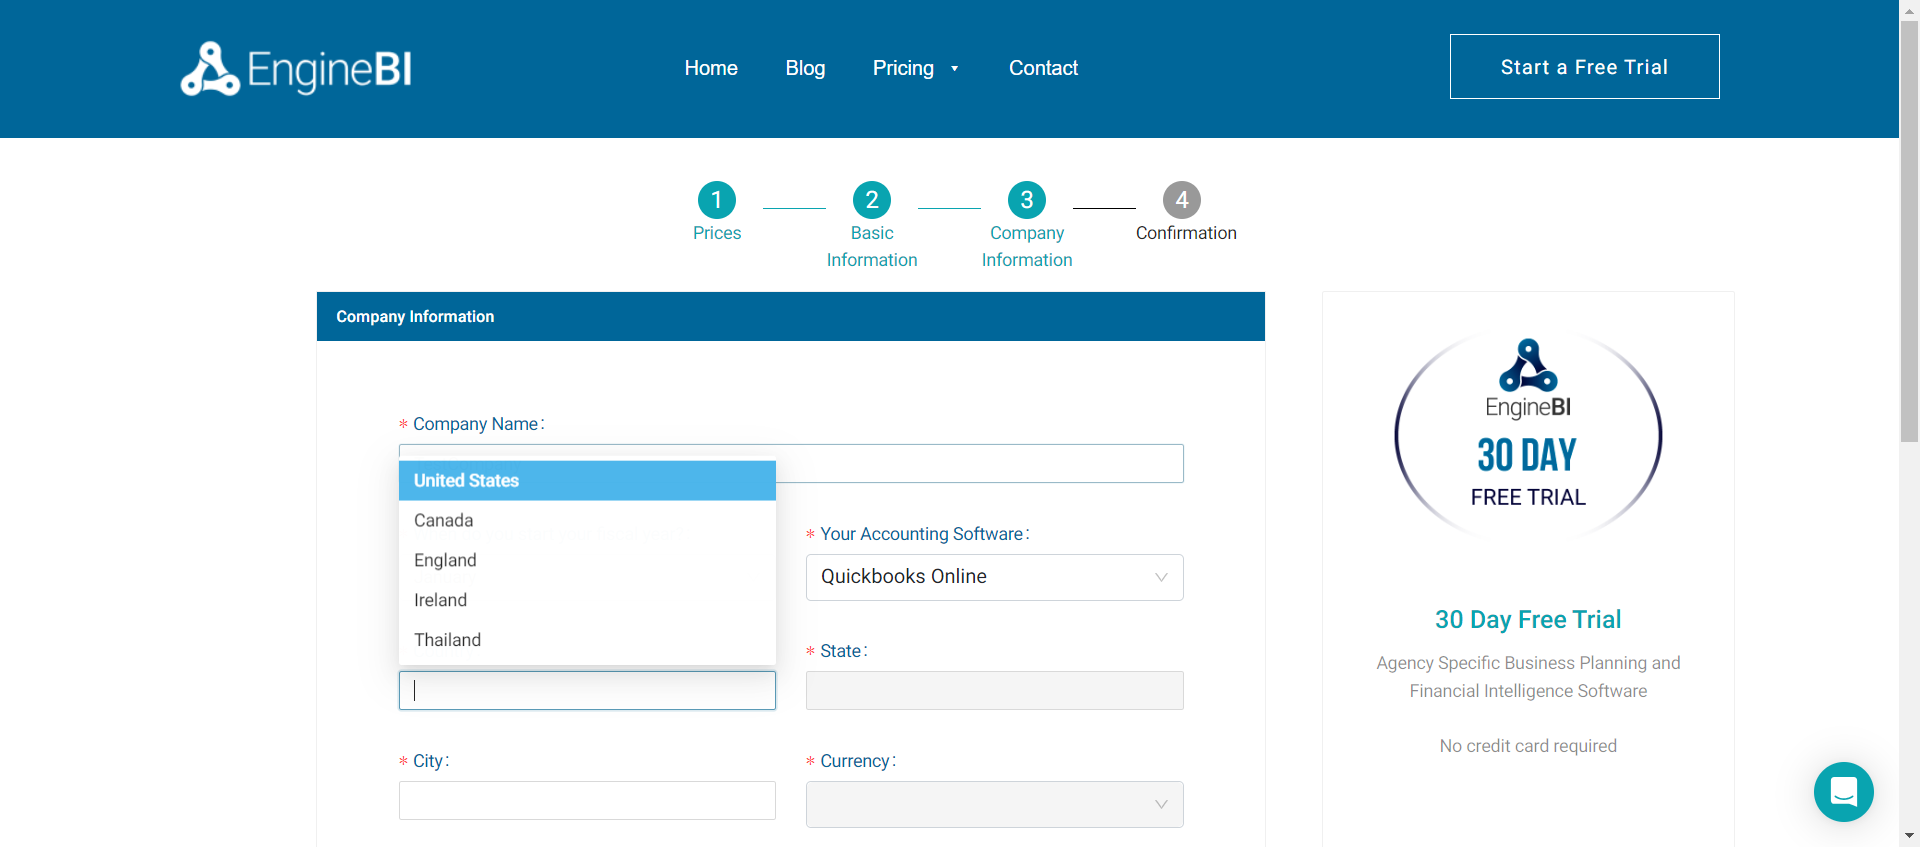 EngineBI
Home
Blog
Pricing
Contact
Start a Free Trial
1
Prices
2
Basic
Information
3
Company
Information
4
Confirmation
Company Information
* Company Name:
United States
Canada
England
Ireland
Thailand
* Your Accounting Software:
Quickbooks Online
* State:
* City:
* Currency:
EngineBI
30 DAY
FREE TRIAL
30 Day Free Trial
Agency Specific Business Planning and
Financial Intelligence Software
No credit card required